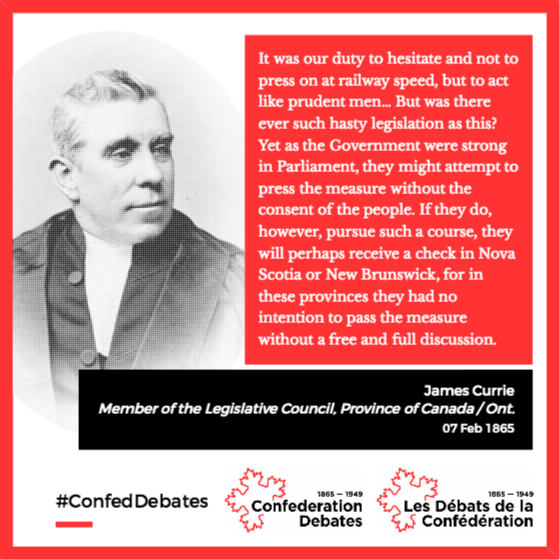 It was our duty to hesitate and not to
press on at railway speed, but to act
like prudent men... But was there
ever such hasty legislation as this?
Yet as the Government were strong
in Parliament, they might attempt to
press the measure without the
consent of the people. If they do,
however, pursue such a course, they
will perhaps receive a check in Nova
Scotia or New Brunswick, for in
these provinces they had no
intention to pass the measure
without a free and full discussion.
James Currie
Member of the Legislative Council, Province of Canada / Ont.
07 Feb 1865
#ConfedDebates
1865 — 1949
Confederation
Debates
1865 — 1949
Les Débats de la
Confédération